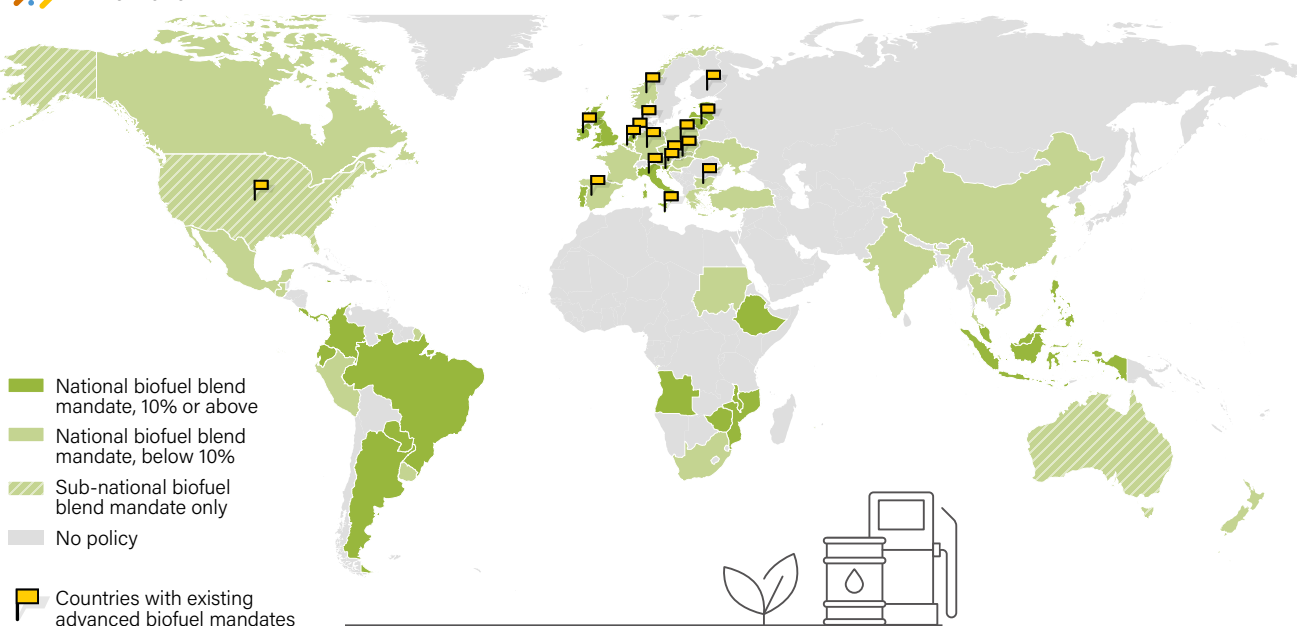 National biofuel blend
mandate, 10% or above
National biofuel blend
mandate, below 10%
Sub-national biofuel
blend mandate only
No policy
Countries with existing
advanced biofuel mandates